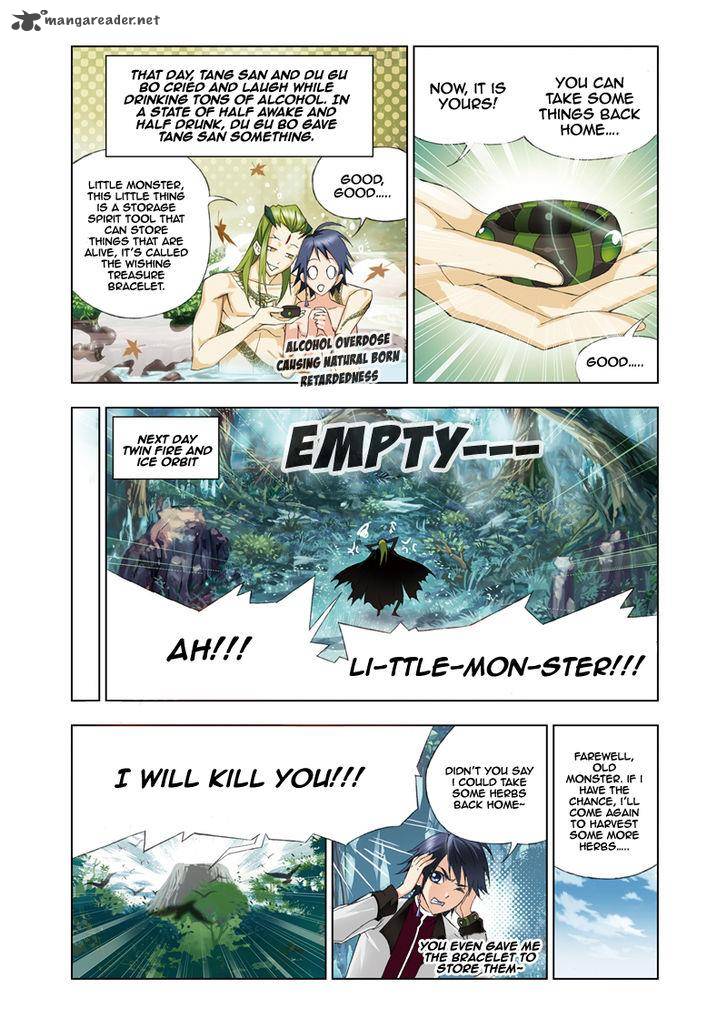 mangareader.net
THAT DAY, TANG SAN AND DU GU
BO CRIED AND LAUGH WHILE
DRINKING TONS OF ALCOHOL. IN
A STATE OF HALF AWAKE AND
HALF DRUNK, DU GU BO GAVE
TANG SAN SOMETHING.
LITTLE MONSTER,
THIS LITTLE THING
IS A STORAGE
SPIRIT TOOL THAT
CAN STORE
THINGS THAT ARE
ALIVE, IT'S CALLED
THE WISHING
TREASURE
BRACELET.
GOOD,
GOOD.....
ALCOHOL OVERDOSE
CAUSING NATURAL BORN
RETARDEDNESS
NOW, IT IS
YOURS!
YOU CAN
TAKE SOME
THINGS BACK
HOME....
GOOD.....
NEXT DAY
TWIN FIRE AND
ICE ORBIT
EMPTY---
AH!!!
LI-TTLE-MON-STER!!!
I WILL KILL YOU!!!
DIDN'T YOU SAY
I COULD TAKE
SOME HERBS
BACK HOME~
YOU EVEN GAVE ME
THE BRACELET TO
STORE THEM~
FAREWELL,
OLD
MONSTER. IF I
HAVE THE
CHANCE, I'LL
COME AGAIN
TO HARVEST
SOME MORE
HERBS.....